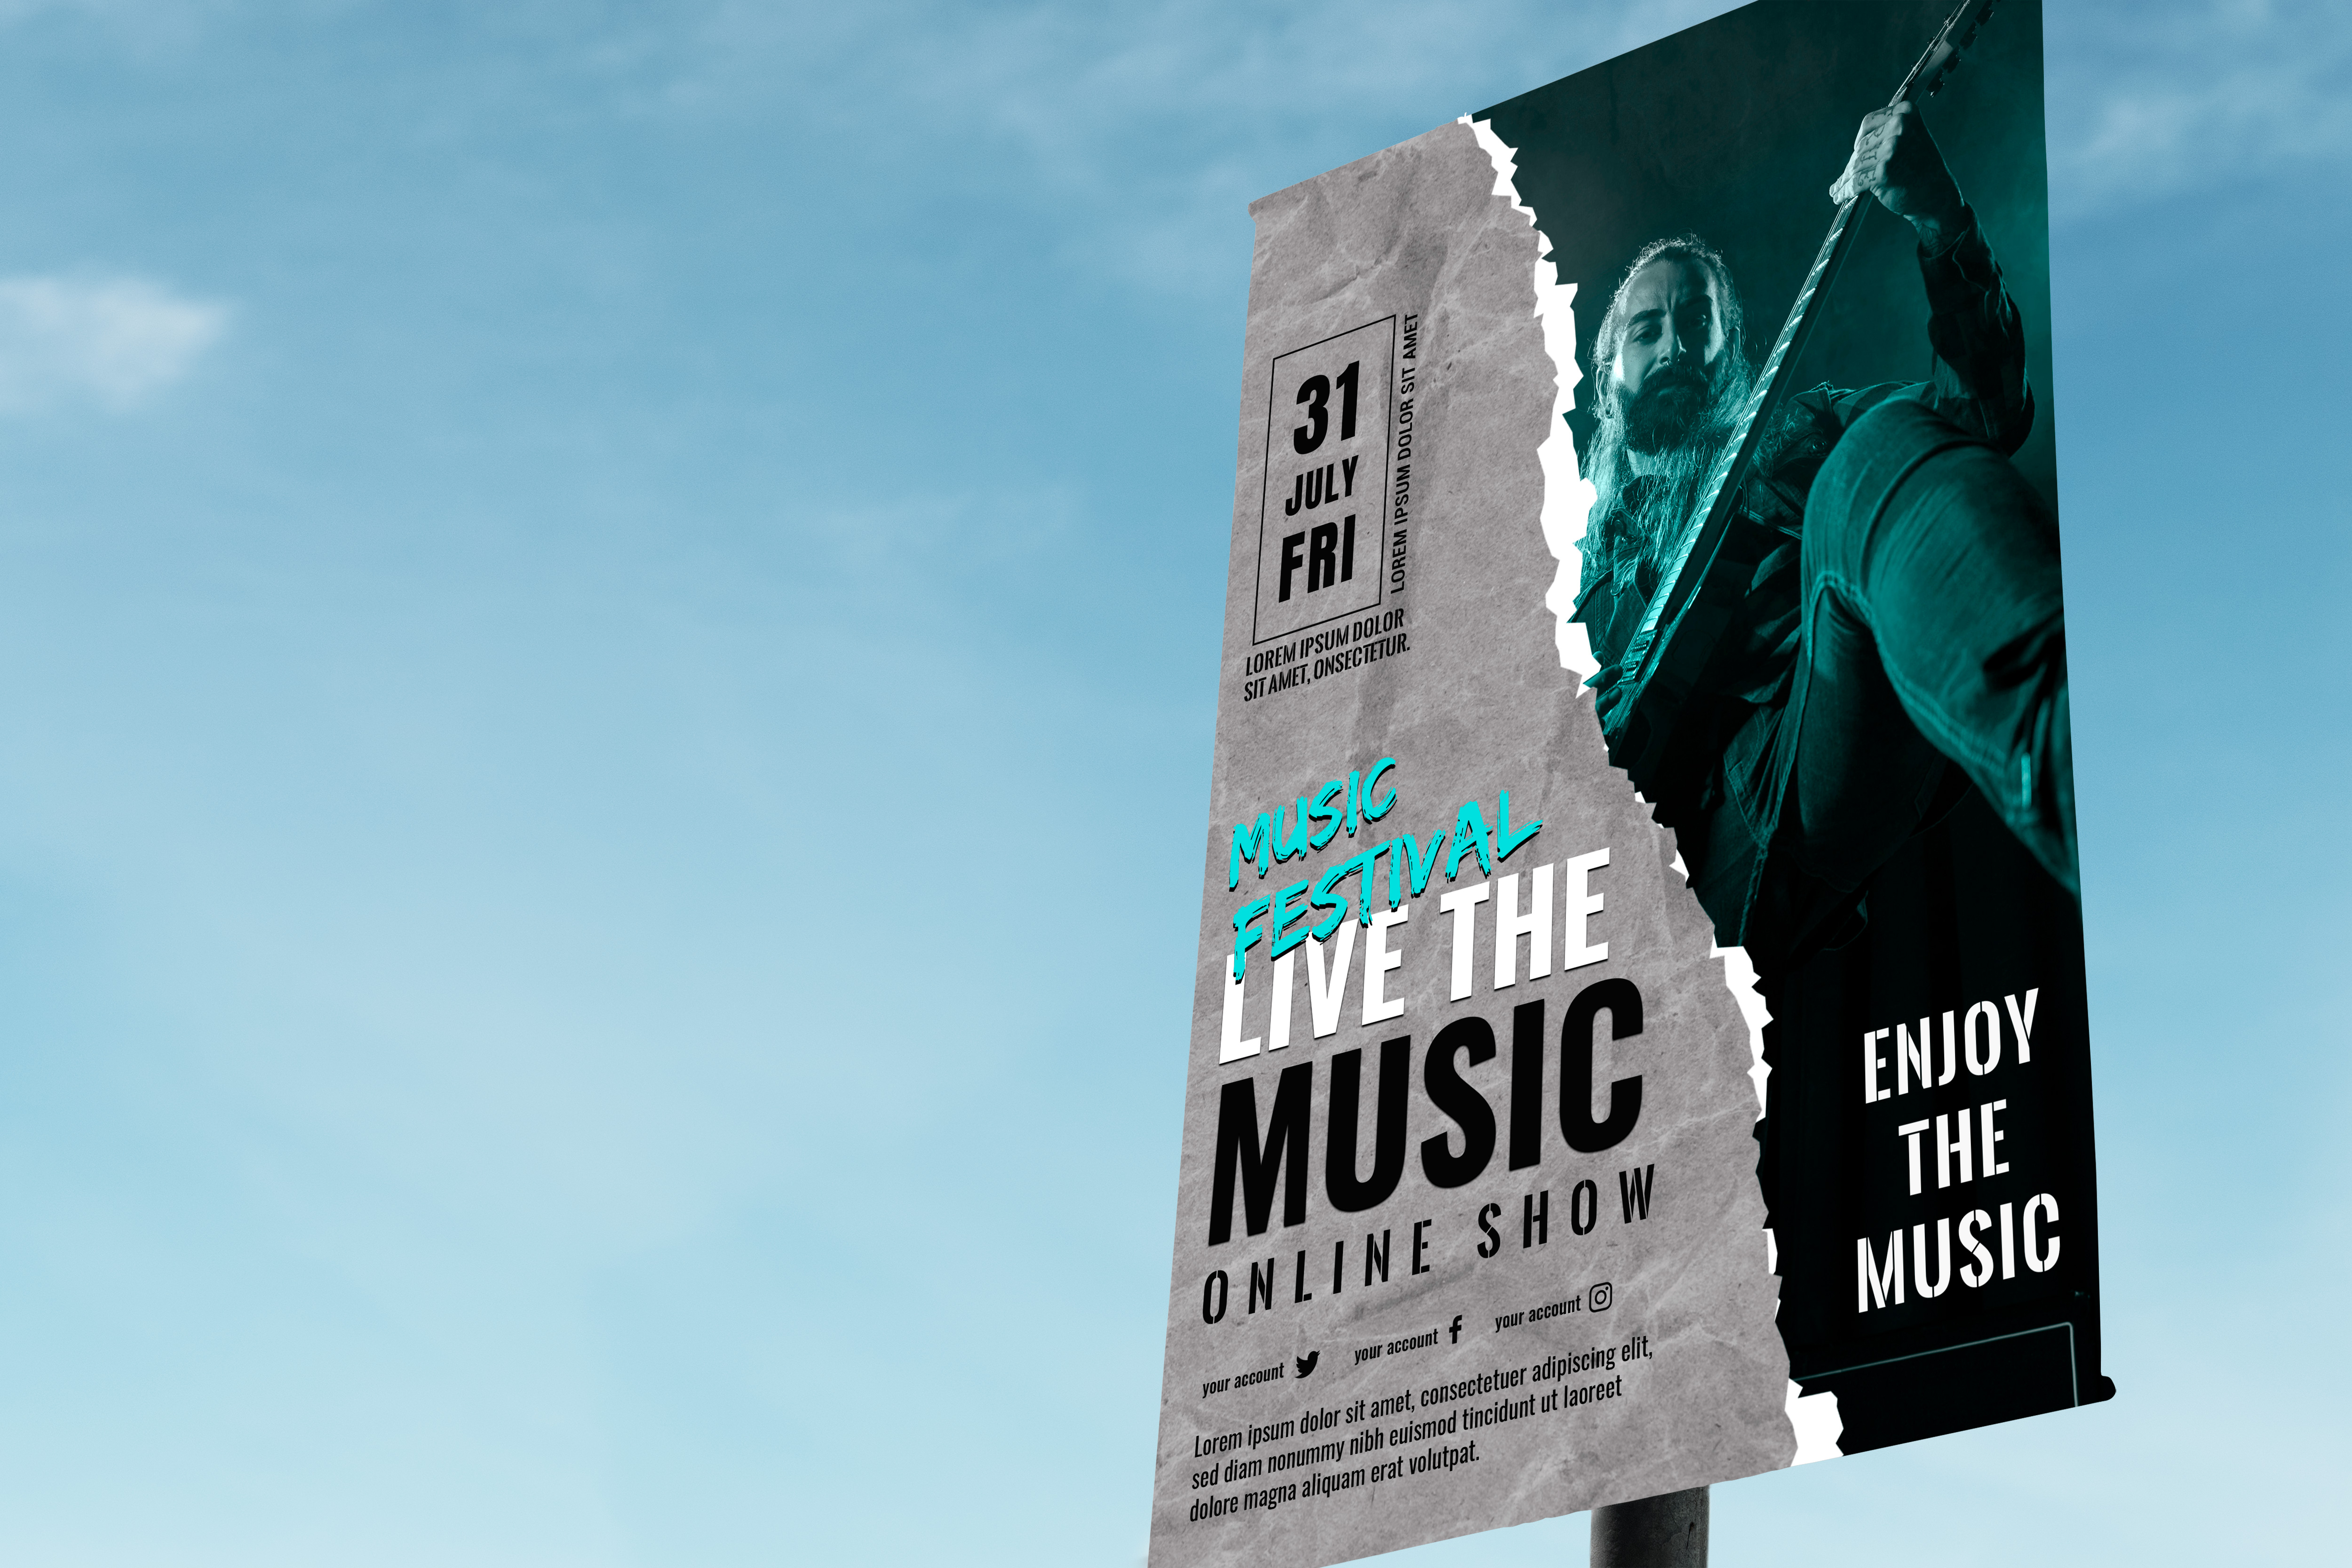 31
JULY
FRI
LOREM IPSUM DOLOR SIT AMET
LOREM IPSUM DOLOR
SIT AMET, ONSECTETUR.
MUSIC
FESTIVAL
LIVE THE
MUSIC
ONLINE SHOW
your account
your account
your account
Lorem ipsum dolor sit amet, consectetuer adipiscing elit,
sed diam nonummy nibh euismod tincidunt ut laoreet
dolore magna aliquam erat volutpat.
ENJOY
THE
MUSIC